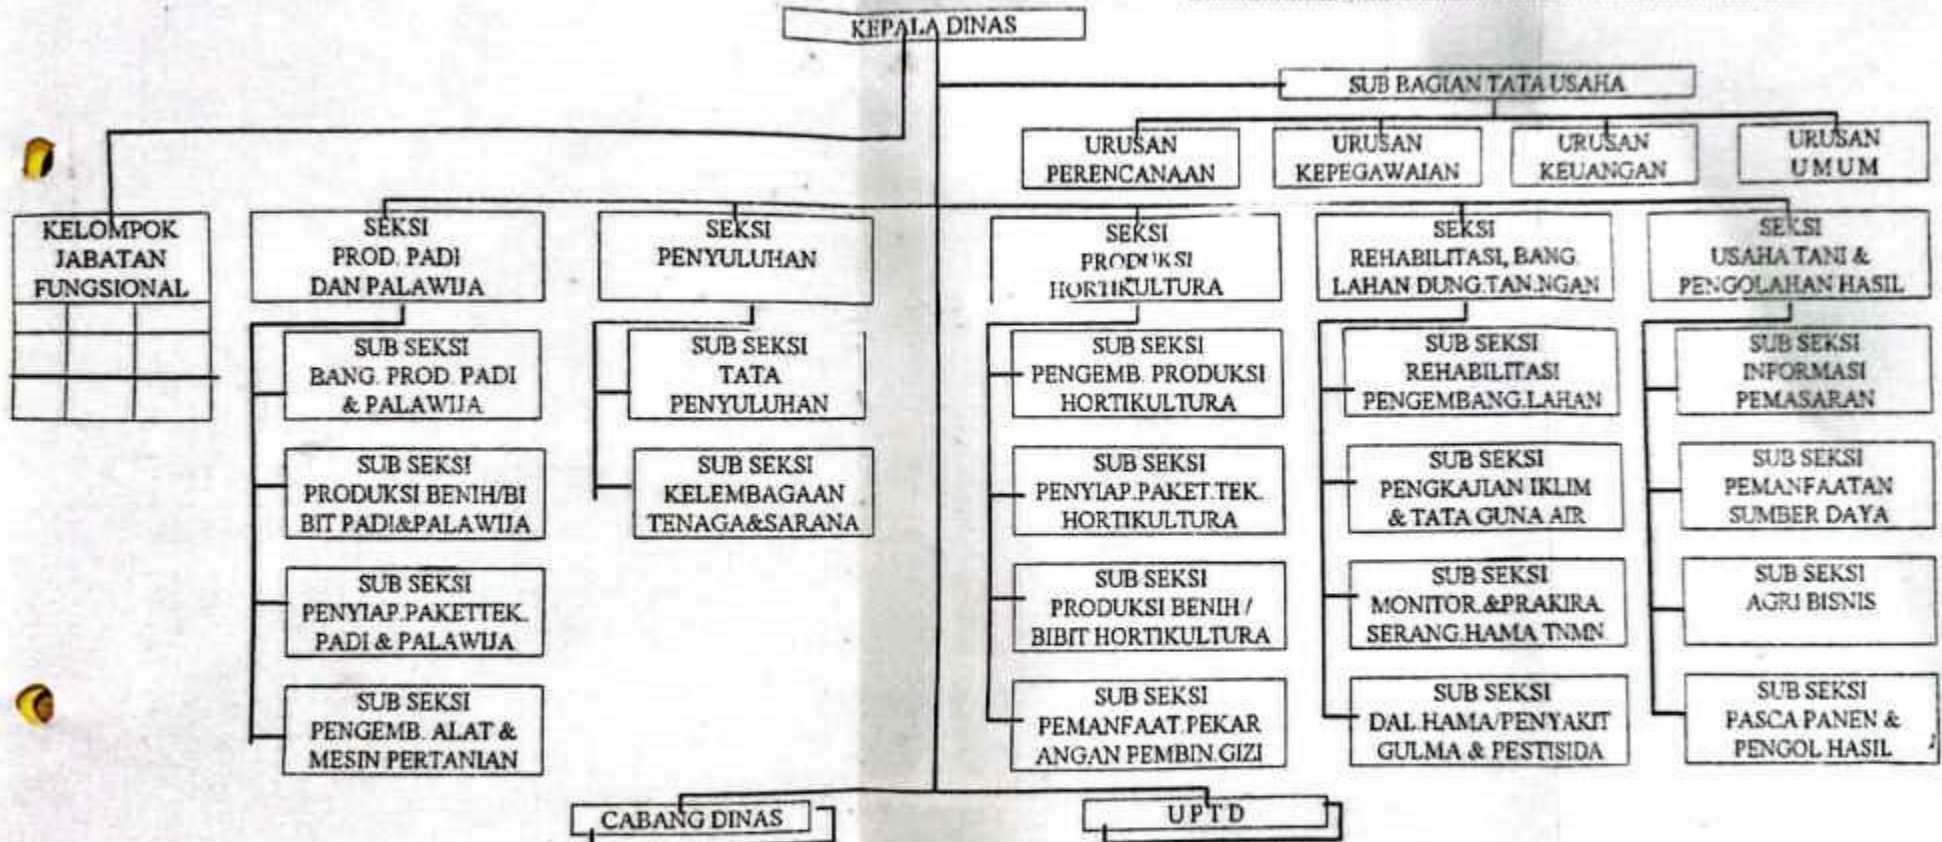 KEPALA DINAS
SUB BAGIAN TATA USAHA
URUSAN
PERENCANAAN
URUSAN
KEPEGAWAIAN
URUSAN
KEUANGAN
URUSAN
UMUM
KELOMPOK
JABATAN
FUNGSIONAL
SEKSI
PROD. PADI
DAN PALAWIJA
SUB SEKSI
BANG. PROD. PADI
& PALAWIJA
SUB SEKSI
PRODUKSI BENIH/BI
BIT PADI&PALAWIJA
SUB SEKSI
PENYIAP.PAKETTEK.
PADI & PALAWIJA
SUB SEKSI
PENGEMB. ALAT &
MESIN PERTANIAN
SEKSI
PENYULUHAN
SUB SEKSI
TATA
PENYULUHAN
SUB SEKSI
KELEMBAGAAN
TENAGA&SARANA
SEKSI
PRODUKSI
HORTIKULTURA
SUB SEKSI
PENGEMB. PRODUKSI
HORTIKULTURA
SUB SEKSI
PENYIAP.PAKET.TEK.
HORTIKULTURA
SUB SEKSI
PRODUKSI BENIH /
BIBIT HORTIKULTURA
SUB SEKSI
PEMANFAAT.PEKAR
ANGAN PEMBIN.GIZI
SEKSI
REHABILITASI, BANG.
LAHAN DUNG.TAN.NGAN
SUB SEKSI
REHABILITASI
PENGEMBANG.LAHAN
SUB SEKSI
PENGKAJIAN IKLIM
& TATA GUNA AIR
SUB SEKSI
MONITOR.&PRAKIRA.
SERANG.HAMA TNMN.
SUB SEKSI
DAL.HAMA/PENYAKIT
GULMA & PESTISIDA
SEKSI
USAHA TANI &
PENGOLAHAN HASIL
SUB SEKSI
INFORMASI
PEMASARAN
SUB SEKSI
PEMANFAATAN
SUMBER DAYA
SUB SEKSI
AGRI BISNIS
SUB SEKSI
PASCA PANEN &
PENGOL.HASIL
CABANG DINAS
UPTD